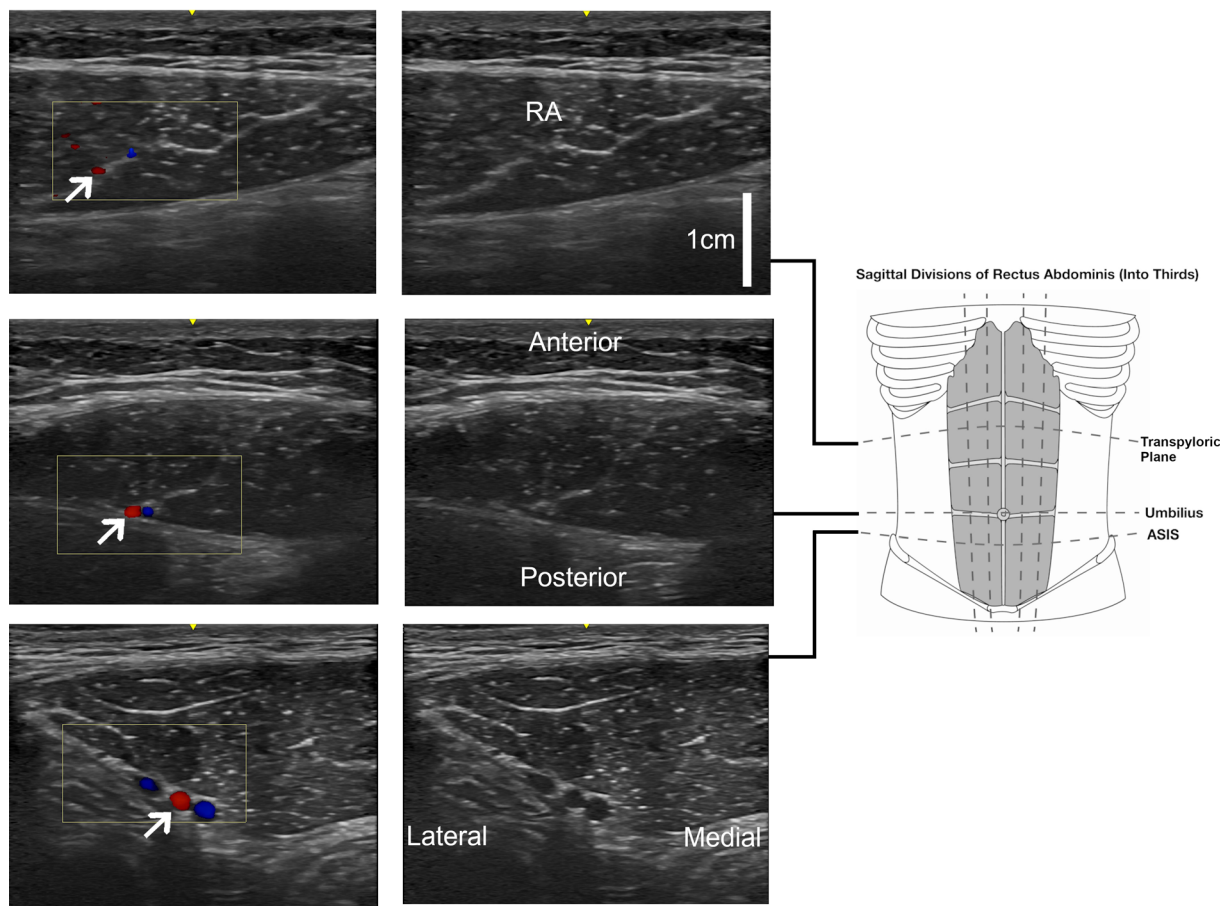 RA
1cm
Sagittal Divisions of Rectus Abdominis (Into Thirds)
Anterior
Transpyloric
Plane
Umbilius
ASIS
Posterior
Lateral
Medial